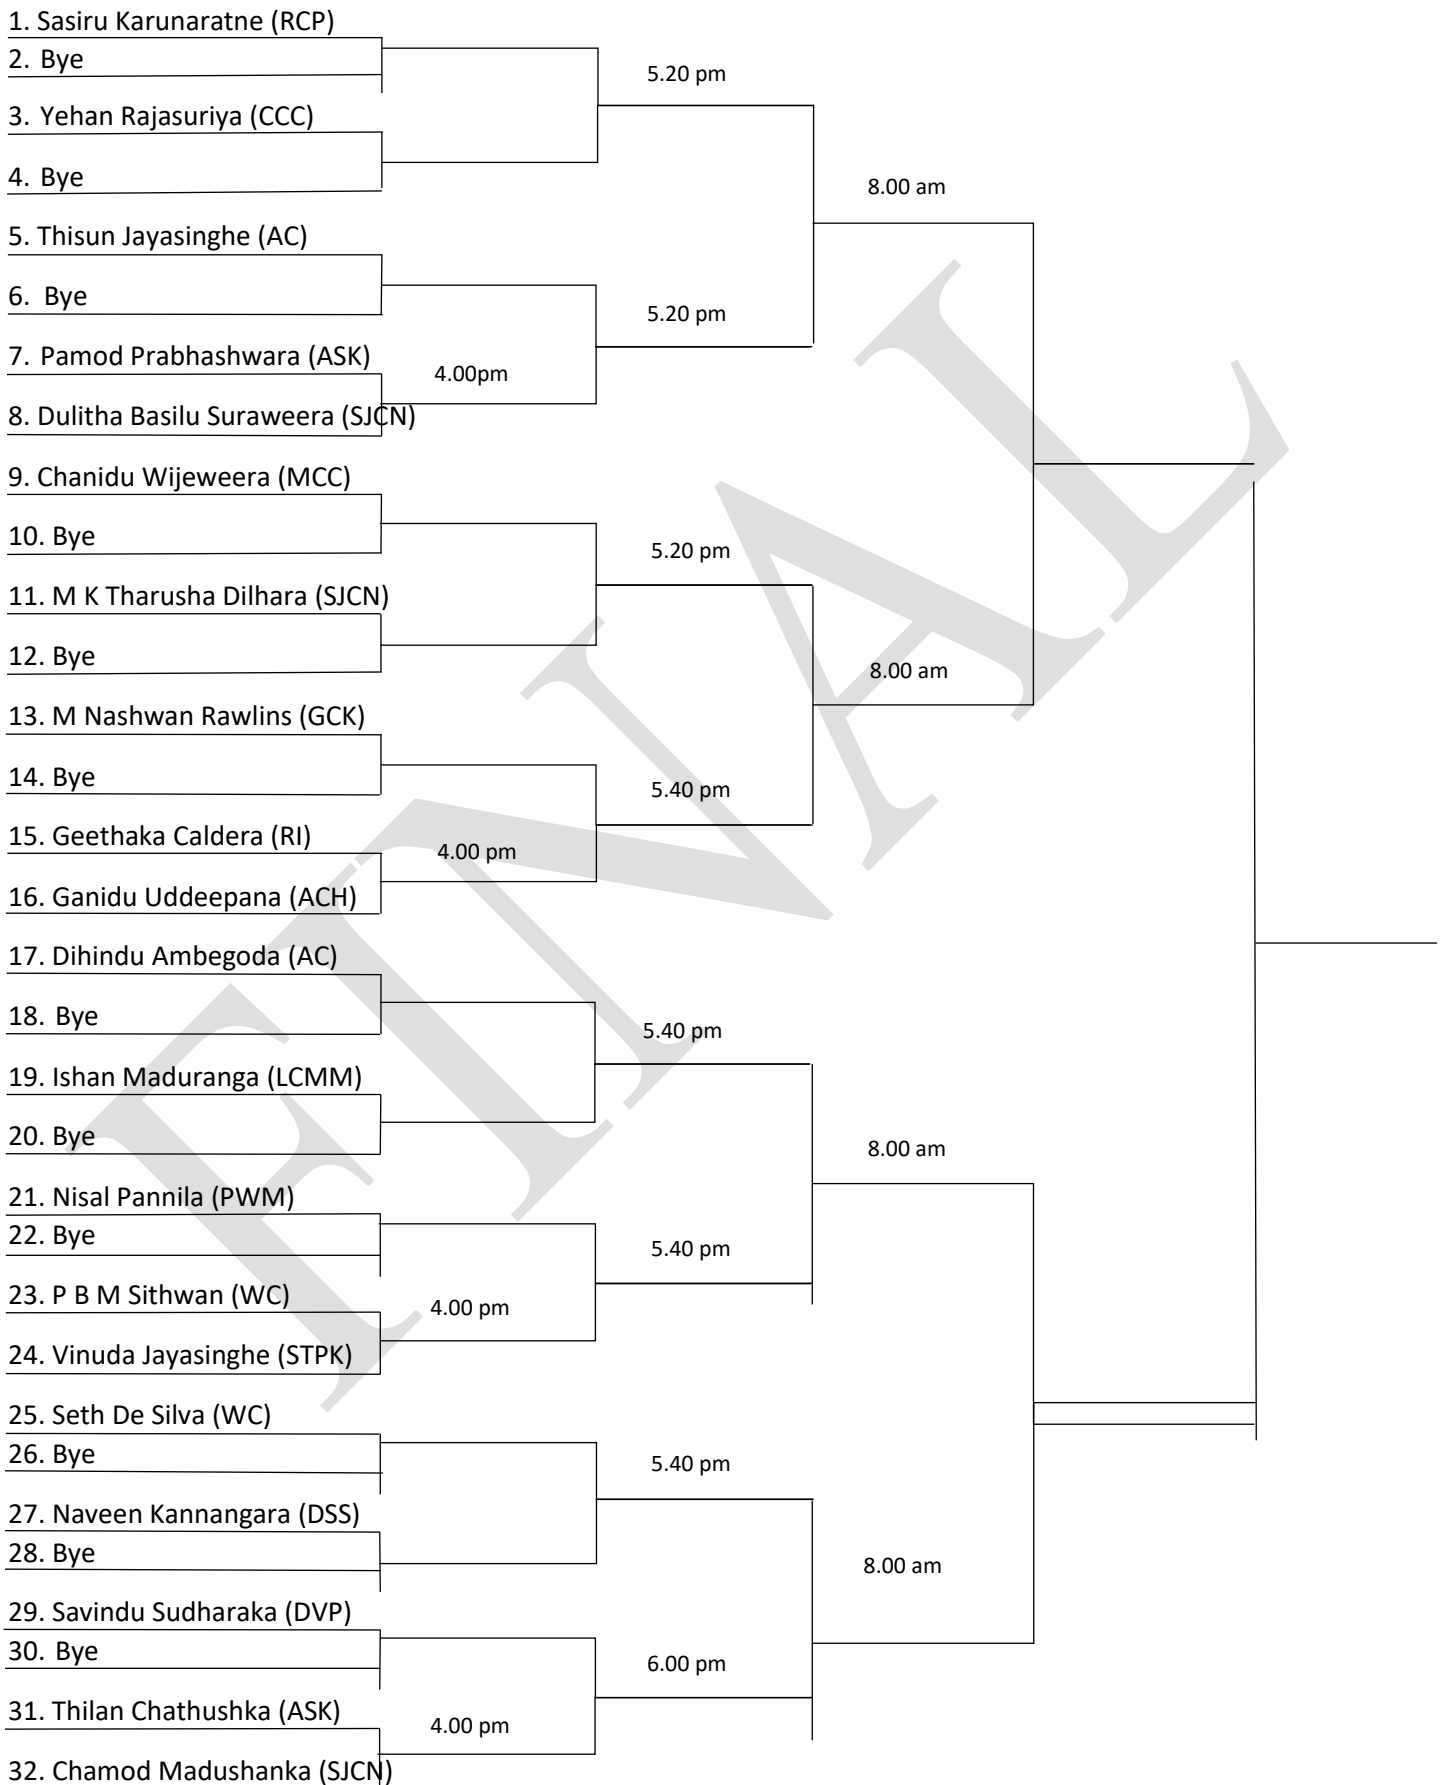 1. Sasiru Karunaratne (RCP)
2. Bye
5.20 pm
3. Yehan Rajasuriya (CCC)
4. Bye
8.00 am
5. Thisun Jayasinghe (AC)
6. Bye
5.20 pm
7. Pamod Prabhashwara (ASK)
4.00pm
8. Dulitha Basilu Suraweera (SJCN)
9. Chanidu Wijeweera (MCC)
10. Bye
5.20 pm
11. M K Tharusha Dilhara (SJCN)
12. Bye
8.00 am
13. M Nashwan Rawlins (GCK)
14. Bye
5.40 pm
15. Geethaka Caldera (RI)
4.00 pm
16. Ganidu Uddeepana (ACH)
17. Dihindu Ambegoda (AC)
18. Bye
5.40 pm
19. Ishan Maduranga (LCMM)
20. Bye
8.00 am
21. Nisal Pannila (PWM)
22. Bye
5.40 pm
23. P B M Sithwan (WC)
4.00 pm
24. Vinuda Jayasinghe (STPK)
25. Seth De Silva (WC)
26. Bye
5.40 pm
27. Naveen Kannangara (DSS)
28. Bye
8.00 am
29. Savindu Sudharaka (DVP)
30. Bye
6.00 pm
31. Thilan Chathushka (ASK)
4.00 pm
32. Chamod Madushanka (SJCN)
FINAL